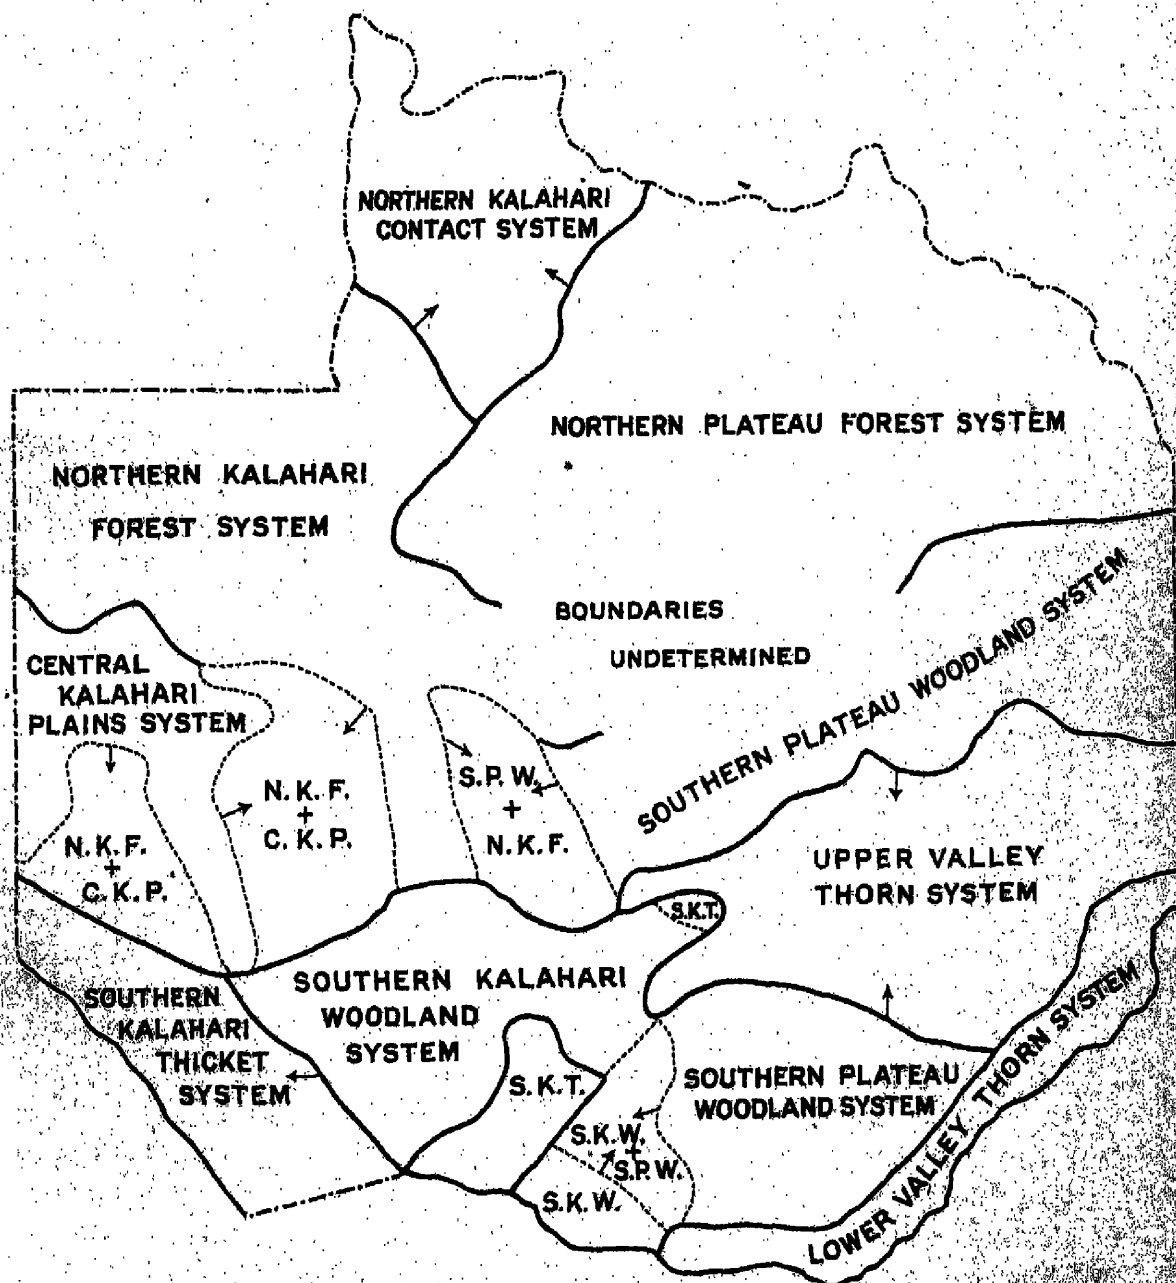 NORTHERN KALAHARI
CONTACT SYSTEM
NORTHERN PLATEAU FOREST SYSTEM
NORTHERN KALAHARI
FOREST SYSTEM
BOUNDARIES
UNDETERMINED
SOUTHERN PLATEAU WOODLAND SYSTEM
CENTRAL
KALAHARI
PLAINS SYSTEM
N.K.F.
+
C.K.P.
N.K.F.
+
C.K.P.
S.P.W.
+
N.K.F.
UPPER VALLEY
THORN SYSTEM
S.K.T.
SOUTHERN
KALAHARI
THICKET
SYSTEM
SOUTHERN KALAHARI
WOODLAND
SYSTEM
S.K.T.
SOUTHERN PLATEAU
WOODLAND SYSTEM
S.K.W.
+
S.P.W.
S.K.W.
LOWER VALLEY THORN SYSTEM